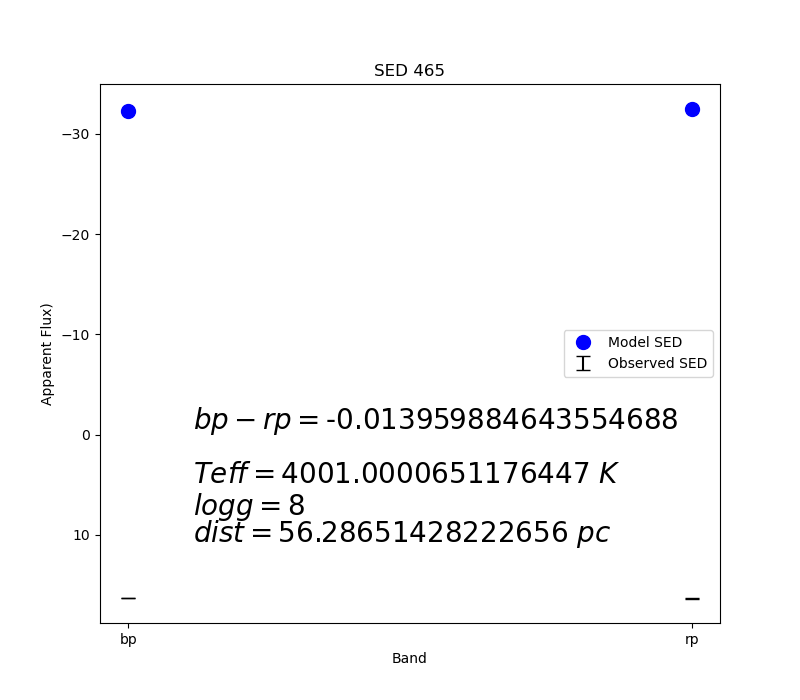 SED 465
−30
−20
−10
0
10
Apparent Flux)
Model SED
Observed SED
bp − rp = -0.013959884643554688
Teff = 4001.0000651176447 K
logg = 8
dist = 56.28651428222656 pc
bp
rp
Band